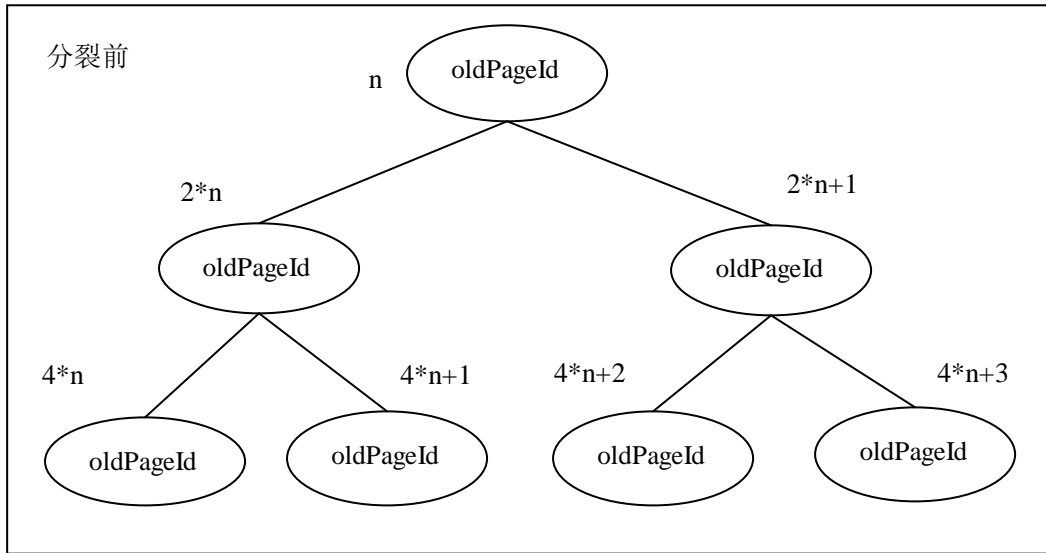 分裂前
n
oldPageId
2*n
2*n+1
oldPageId
oldPageId
4*n
4*n+1
4*n+2
4*n+3
oldPageId
oldPageId
oldPageId
oldPageId